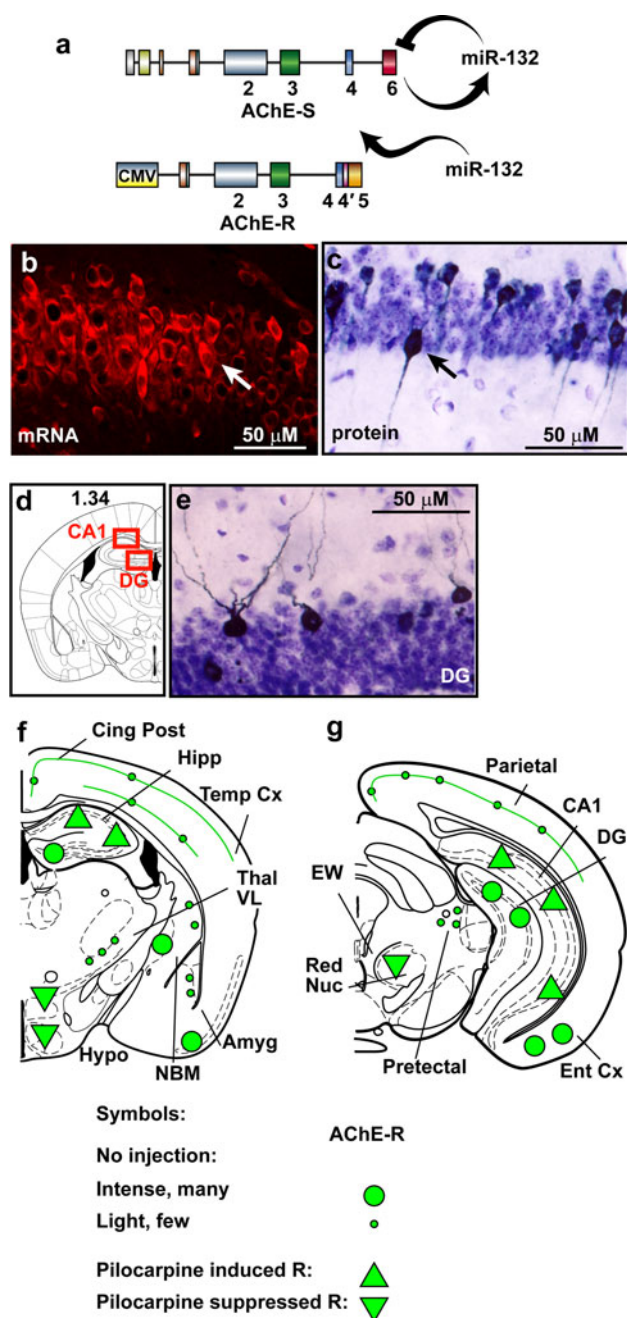 a
miR-132
2 3 4 6
AChE-S
CMV
miR-132
2 3 4 4′ 5
AChE-R
b
mRNA
50 µM
c
protein
50 µM
d
1.34
CA1
DG
e
50 µM
DG
f
Cing Post
Hipp
Temp Cx
Thal
VL
Hypo
NBM
Amyg
g
Parietal
CA1
DG
EW
Red
Nuc
Pretectal
Ent Cx
Symbols:
AChE-R
No injection:
Intense, many
Light, few
Pilocarpine induced R:
Pilocarpine suppressed R: